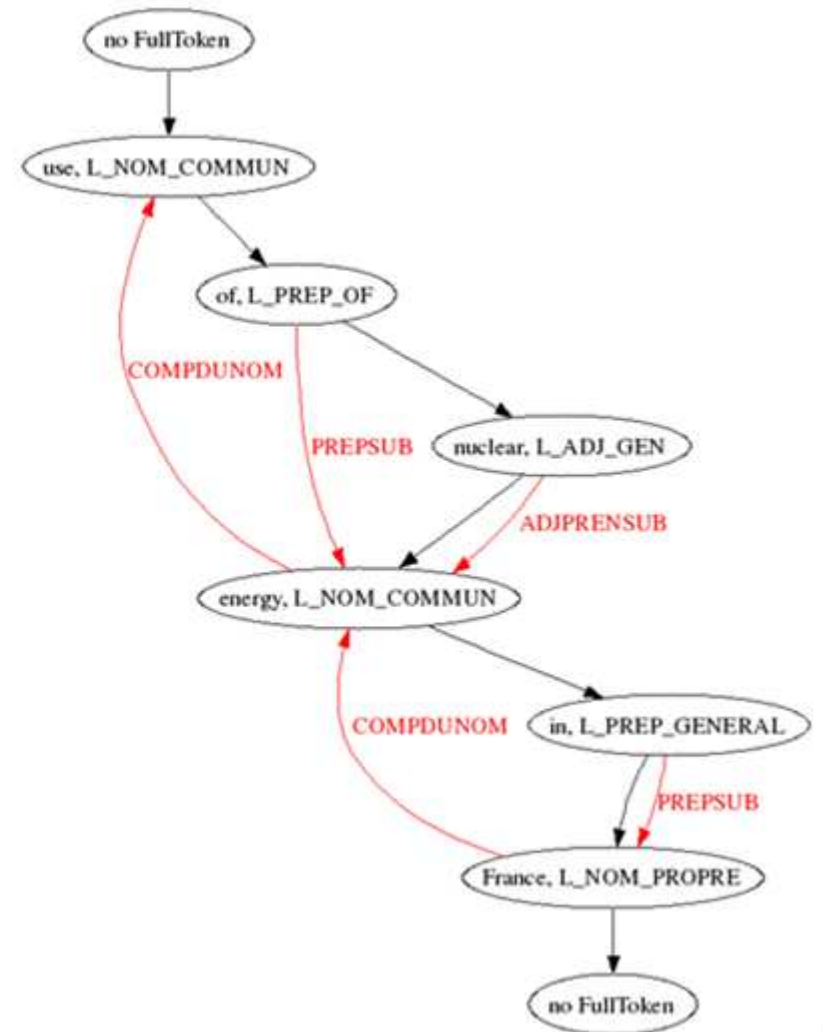 no FullToken
use, L_NOM_COMMUN
of, L_PREP_OF
COMPDUNOM
PREPSUB
nuclear, L_ADJ_GEN
ADJPRENSUB
energy, L_NOM_COMMUN
COMPDUNOM
in, L_PREP_GENERAL
PREPSUB
France, L_NOM_PROPRE
no FullToken